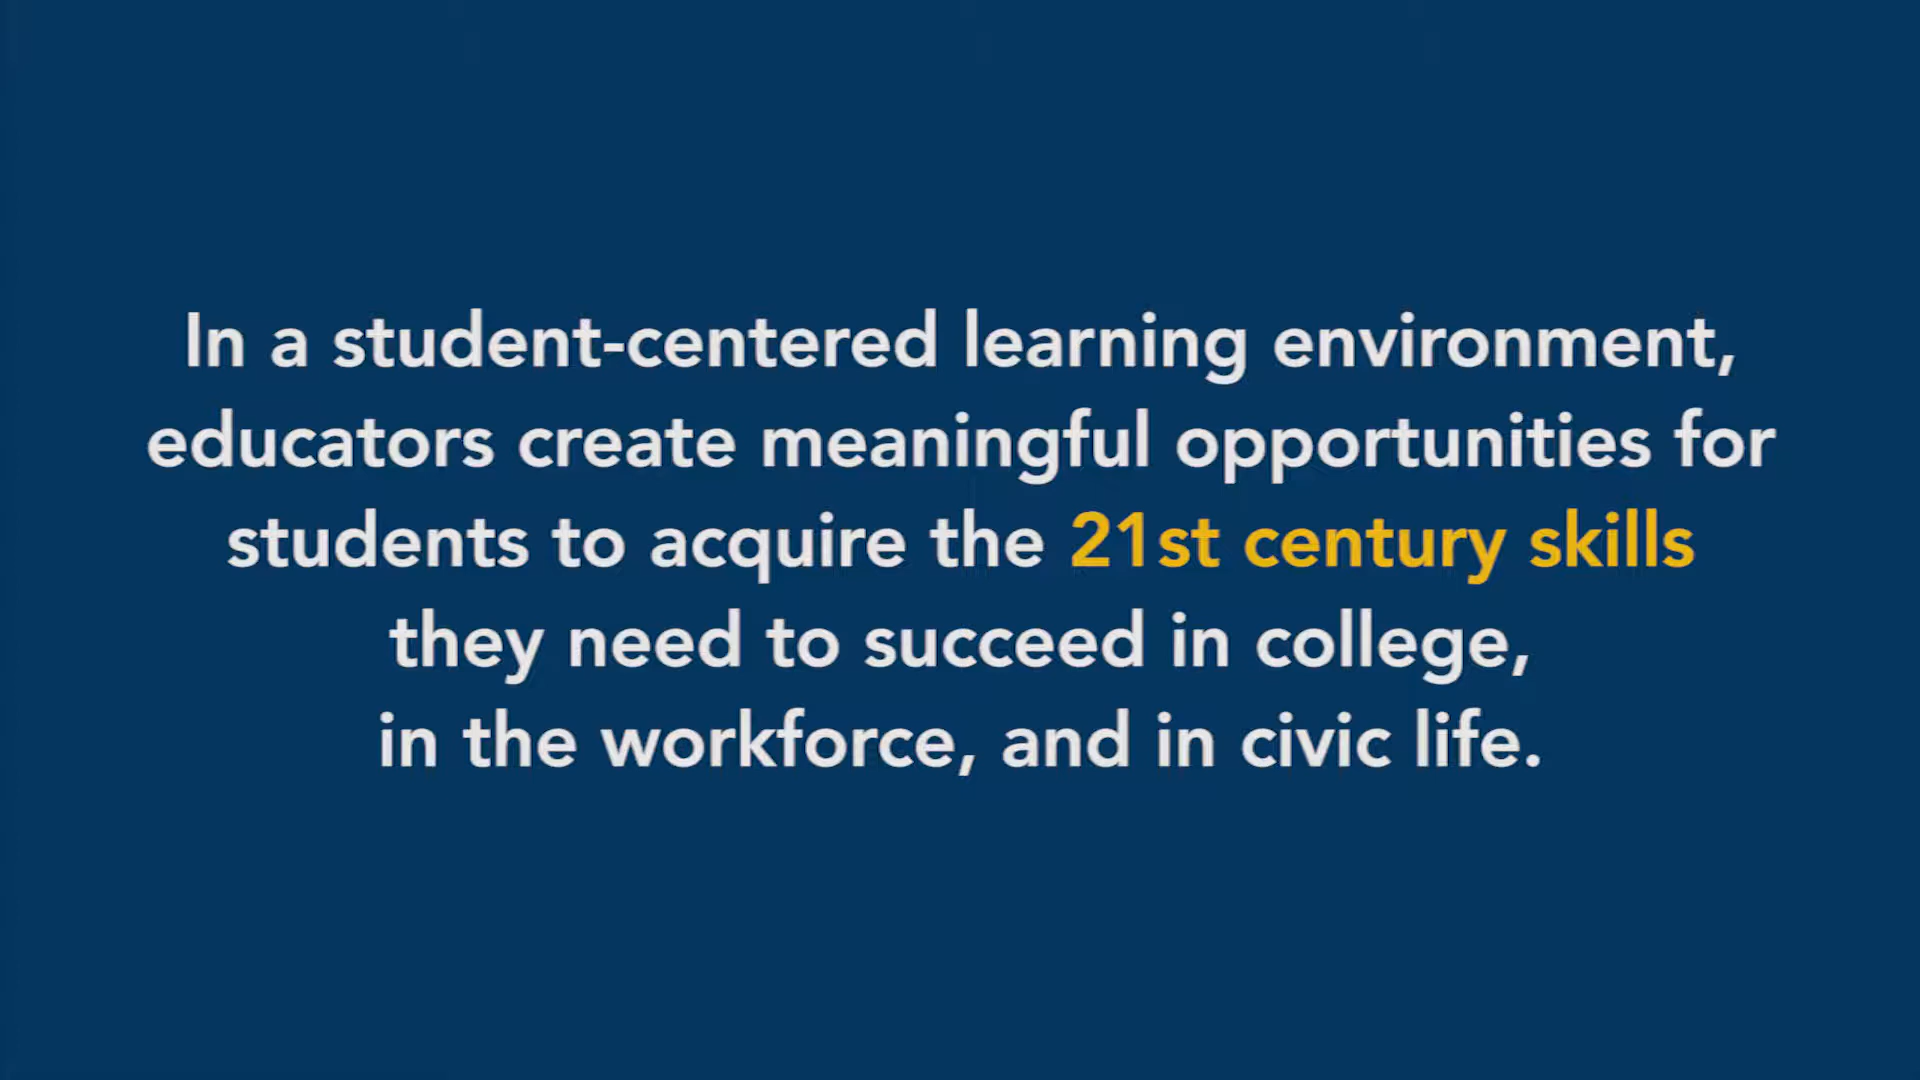 In a student-centered learning environment,
educators create meaningful opportunities for
students to acquire the 21st century skills
they need to succeed in college,
in the workforce, and in civic life.